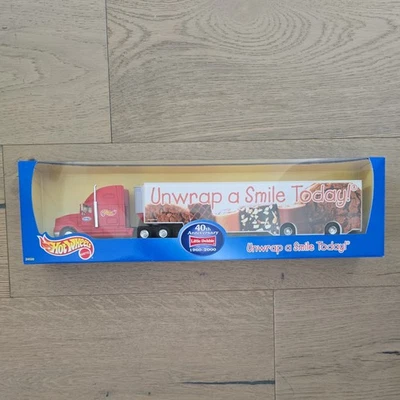 Unwrap a Smile Today!
HOT WHEELS
40th
Anniversary
Little Debbie
1960-2000
Unwrap a Smile Today!